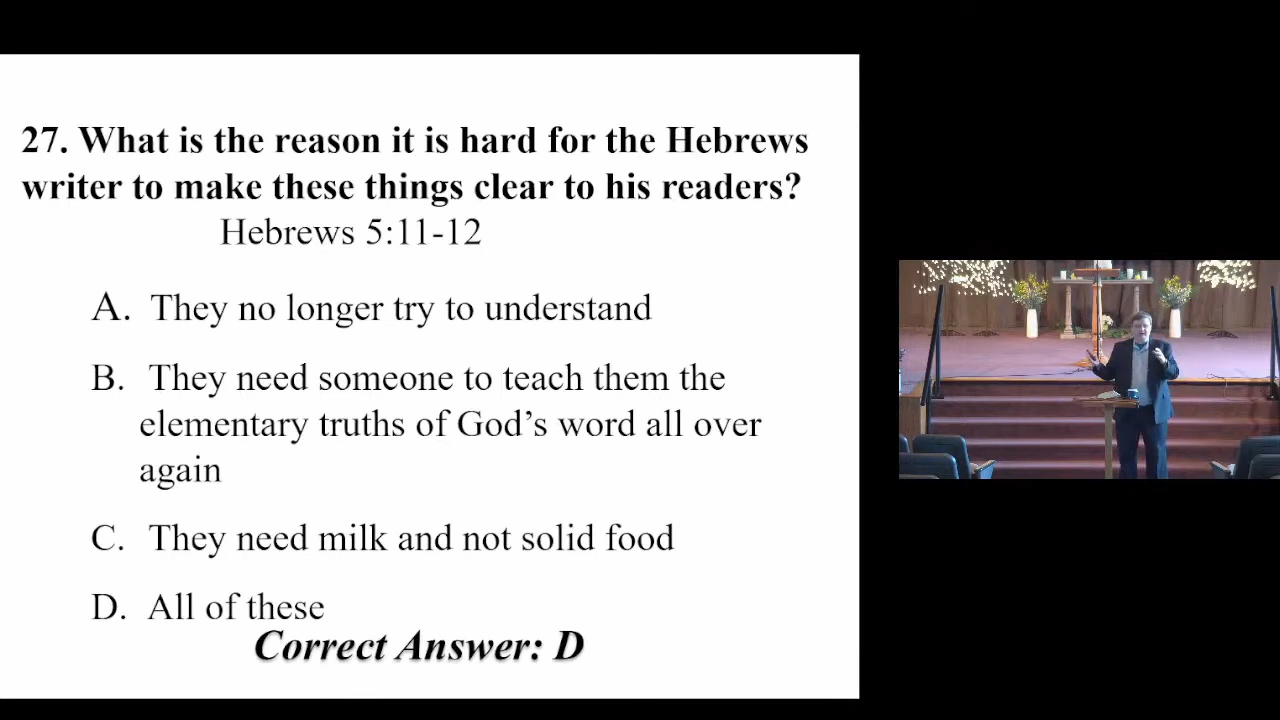 27. What is the reason it is hard for the Hebrews
writer to make these things clear to his readers?
Hebrews 5:11-12
A. They no longer try to understand
B. They need someone to teach them the
elementary truths of God’s word all over
again
C. They need milk and not solid food
D. All of these
Correct Answer: D